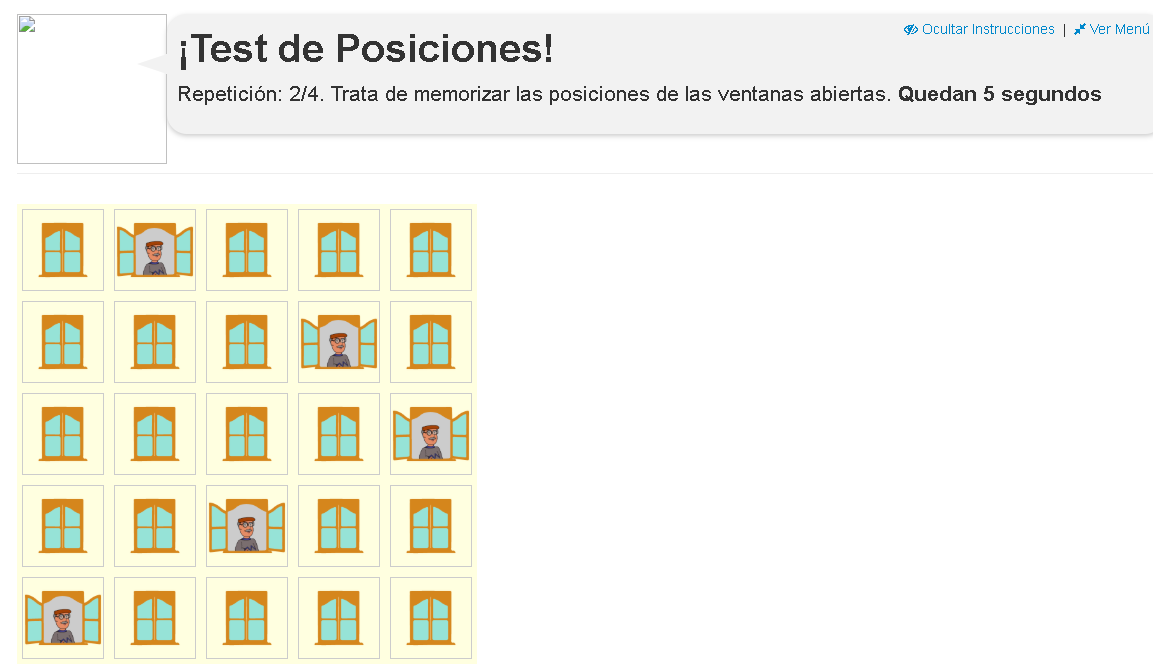 Ocultar Instrucciones | Ver Menú
¡Test de Posiciones!
Repetición: 2/4. Trata de memorizar las posiciones de las ventanas abiertas. Quedan 5 segundos